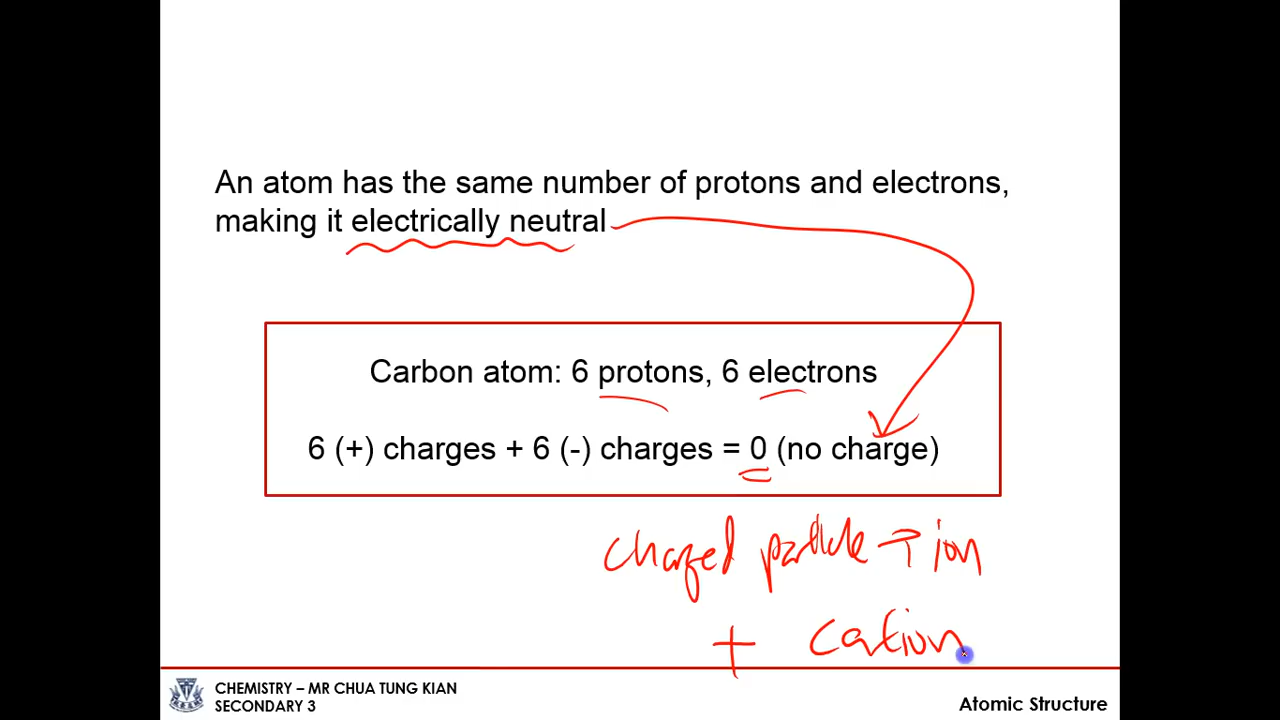 An atom has the same number of protons and electrons,
making it electrically neutral
Carbon atom: 6 protons, 6 electrons
6 (+) charges + 6 (-) charges = 0 (no charge)
charged particle → ion
+ cation
CHEMISTRY – MR CHUA TUNG KIAN
SECONDARY 3
Atomic Structure